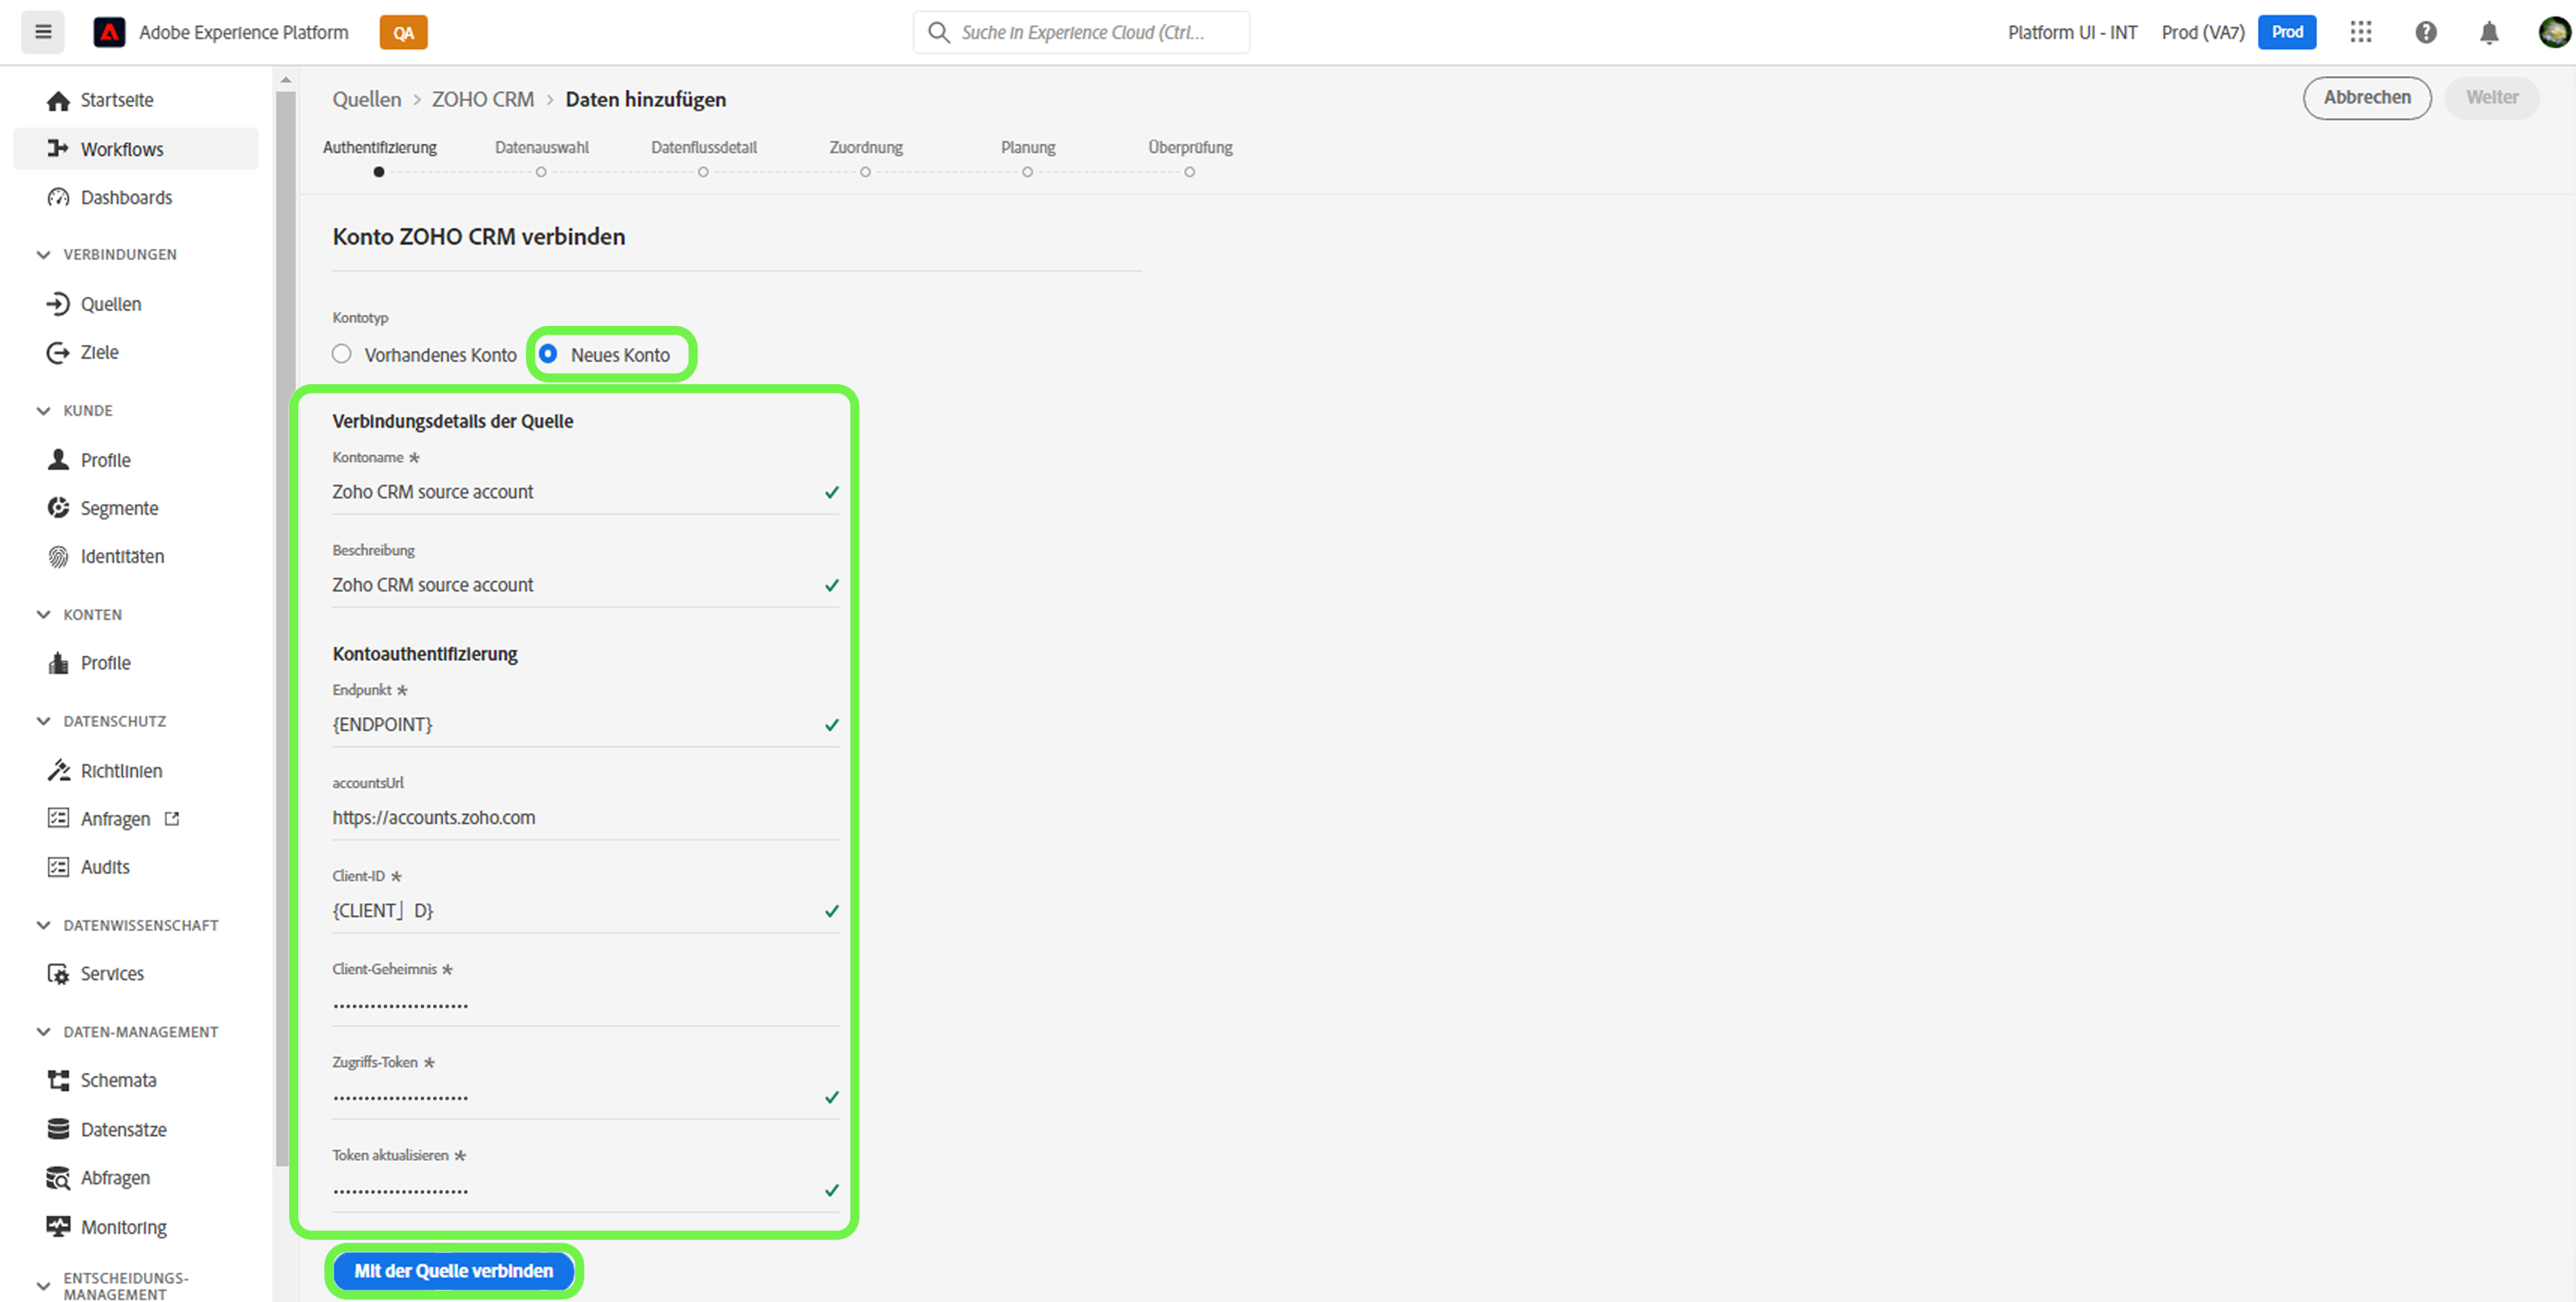 Adobe Experience Platform
QA
Suche in Experience Cloud (Ctrl...
Platform UI - INT
Prod (VA7)
Prod
Startseite
Workflows
Dashboards
VERBINDUNGEN
Quellen
Ziele
KUNDE
Profile
Segmente
Identitäten
KONTEN
Profile
DATENSCHUTZ
Richtlinien
Anfragen
Audits
DATENWISSENSCHAFT
Services
DATEN-MANAGEMENT
Schemata
Datensätze
Abfragen
Monitoring
ENTSCHEIDUNGS-
MANAGEMENT
Quellen > ZOHO CRM > Daten hinzufügen
Abbrechen
Weiter
Authentifizierung
Datenauswahl
Datenflussdetail
Zuordnung
Planung
Überprüfung
Konto ZOHO CRM verbinden
Kontotyp
Vorhandenes Konto
Neues Konto
Verbindungsdetails der Quelle
Kontoname *
Zoho CRM source account
Beschreibung
Zoho CRM source account
Kontoauthentifizierung
Endpunkt *
{ENDPOINT}
accountsUrl
https://accounts.zoho.com
Client-ID *
{CLIENT⌋ D}
Client-Geheimnis *
••••••••••••••••••••••
Zugriffs-Token *
••••••••••••••••••••••
Token aktualisieren *
••••••••••••••••••••••
Mit der Quelle verbinden